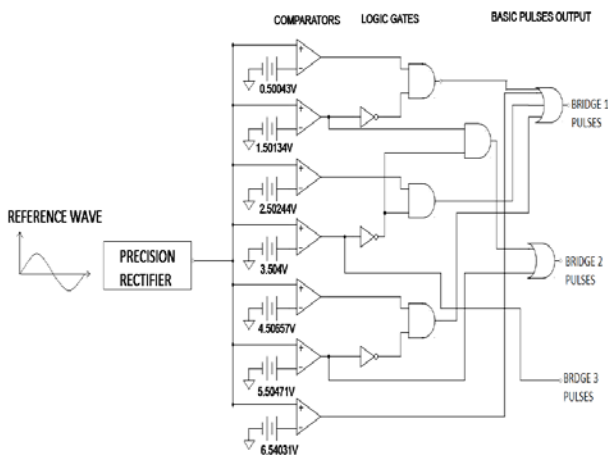 COMPARATORS
LOGIC GATES
BASIC PULSES OUTPUT
0.50043V
BRIDGE 1
PULSES
1.50134V
2.50244V
REFERENCE WAVE
PRECISION
RECTIFIER
3.504V
BRIDGE 2
PULSES
4.50657V
5.50471V
BRIDGE 3
PULSES
6.54031V